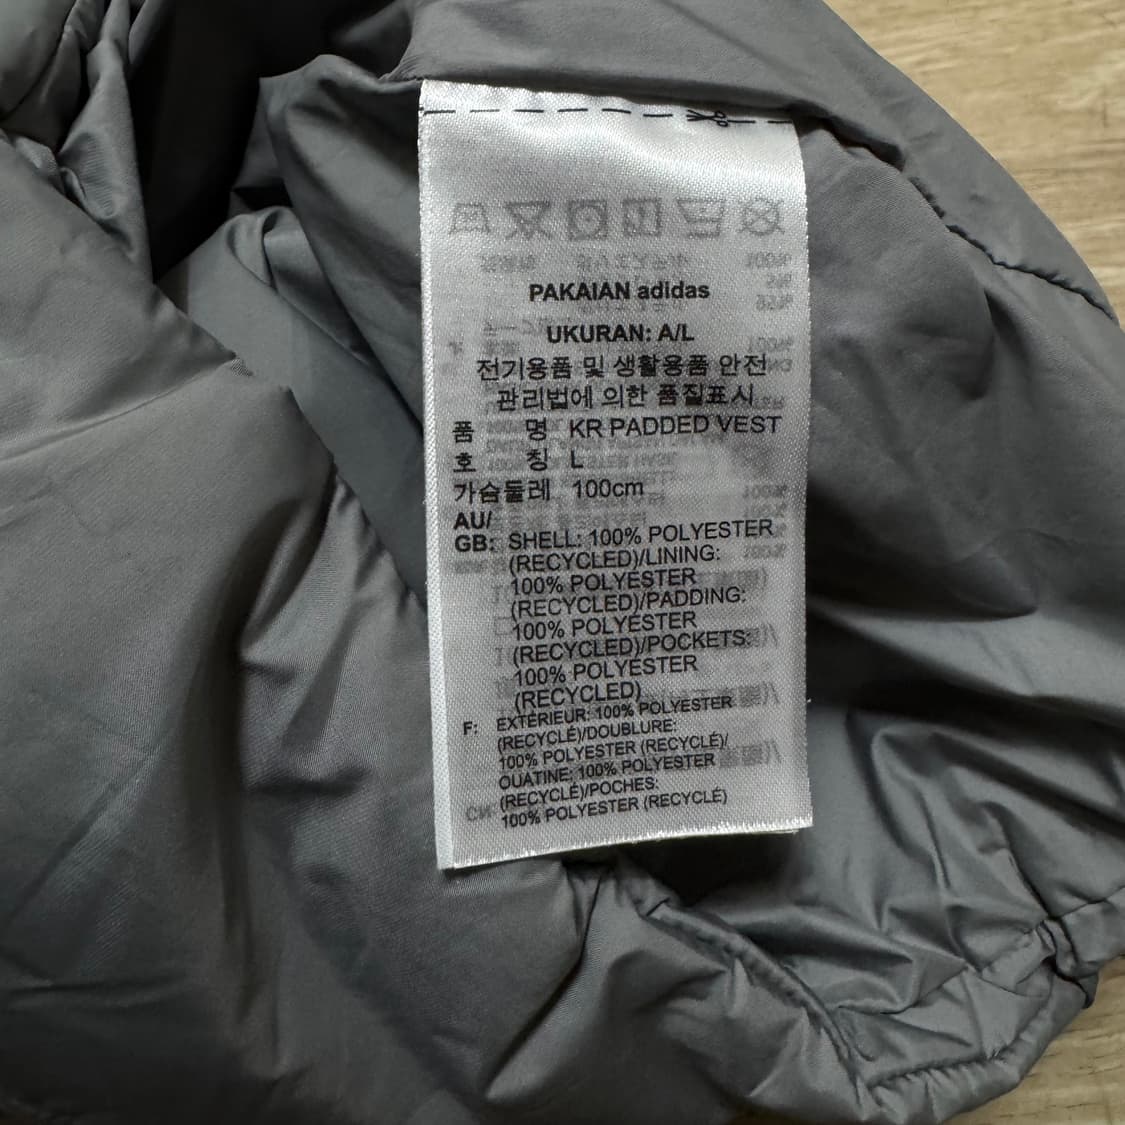 PAKAIAN adidas
UKURAN: A/L
전기용품 및 생활용품 안전
관리법에 의한 품질표시
품 명 KR PADDED VEST
호 칭 L
가슴둘레 100cm
AU/
GB: SHELL: 100% POLYESTER
(RECYCLED)/LINING:
100% POLYESTER
(RECYCLED)/PADDING:
100% POLYESTER
(RECYCLED)/POCKETS:
100% POLYESTER
(RECYCLED)
F: EXTÉRIEUR: 100% POLYESTER
(RECYCLÉ)/DOUBLURE:
100% POLYESTER (RECYCLÉ)/
OUATINE: 100% POLYESTER
(RECYCLÉ)/POCHES:
100% POLYESTER (RECYCLÉ)